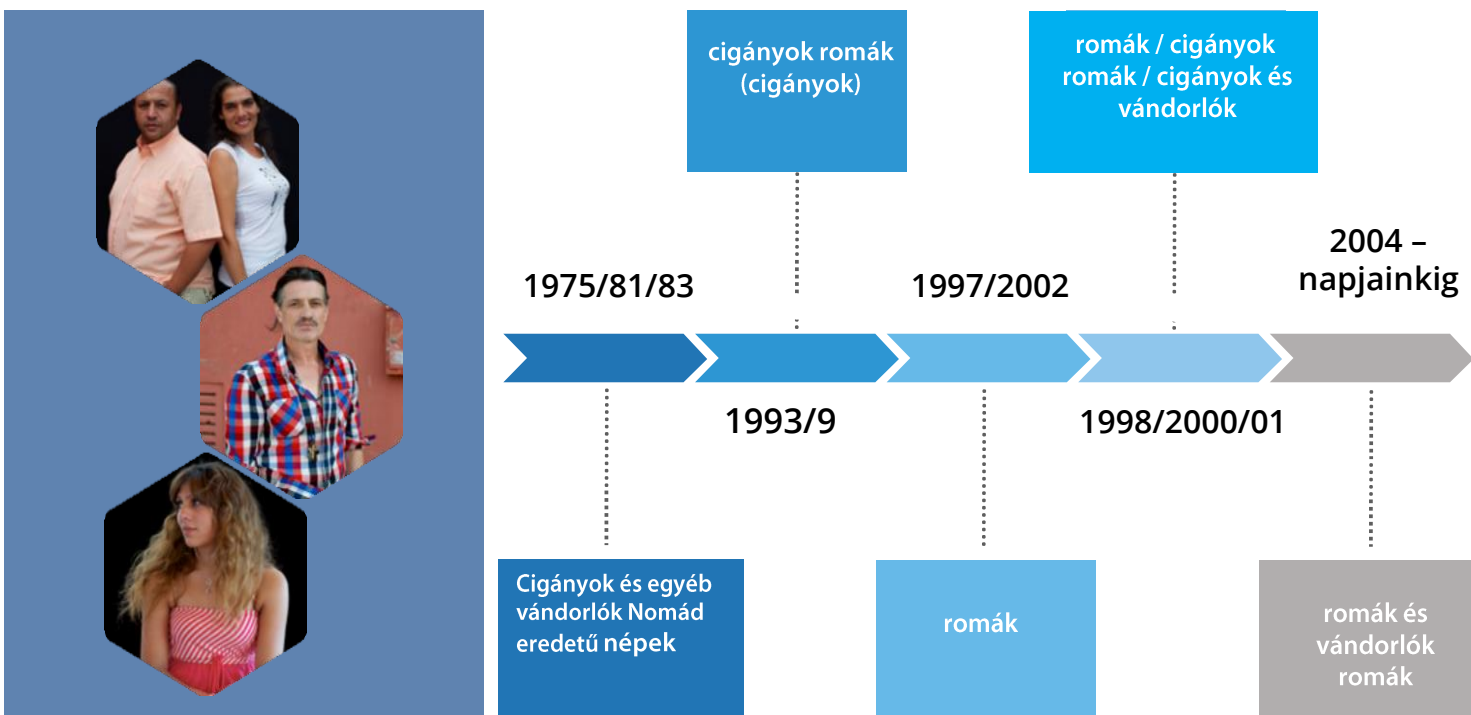 cigányok romák
(cigányok)
romák / cigányok
romák / cigányok és
vándorlók
1975/81/83
1997/2002
2004 –
napjainkig
1993/9
1998/2000/01
Cigányok és egyéb
vándorlók Nomád
eredetű népek
romák
romák és
vándorlók
romák